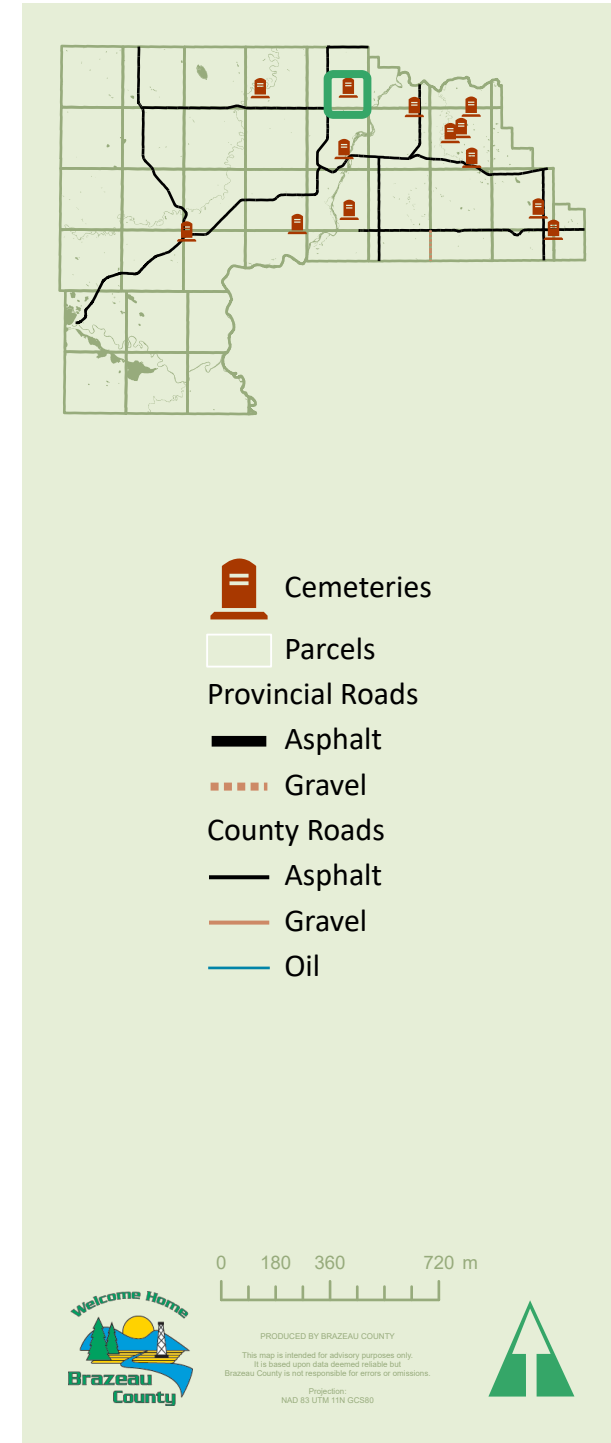 Cemeteries
Parcels
Provincial Roads
Asphalt
Gravel
County Roads
Asphalt
Gravel
Oil
0 180 360 720 m
Welcome Home
Brazeau
County
PRODUCED BY BRAZEAU COUNTY
This map is intended for advisory purposes only.
It is based upon data deemed reliable but
Brazeau County is not responsible for errors or omissions.
Projection:
NAD 83 UTM 11N GCS80